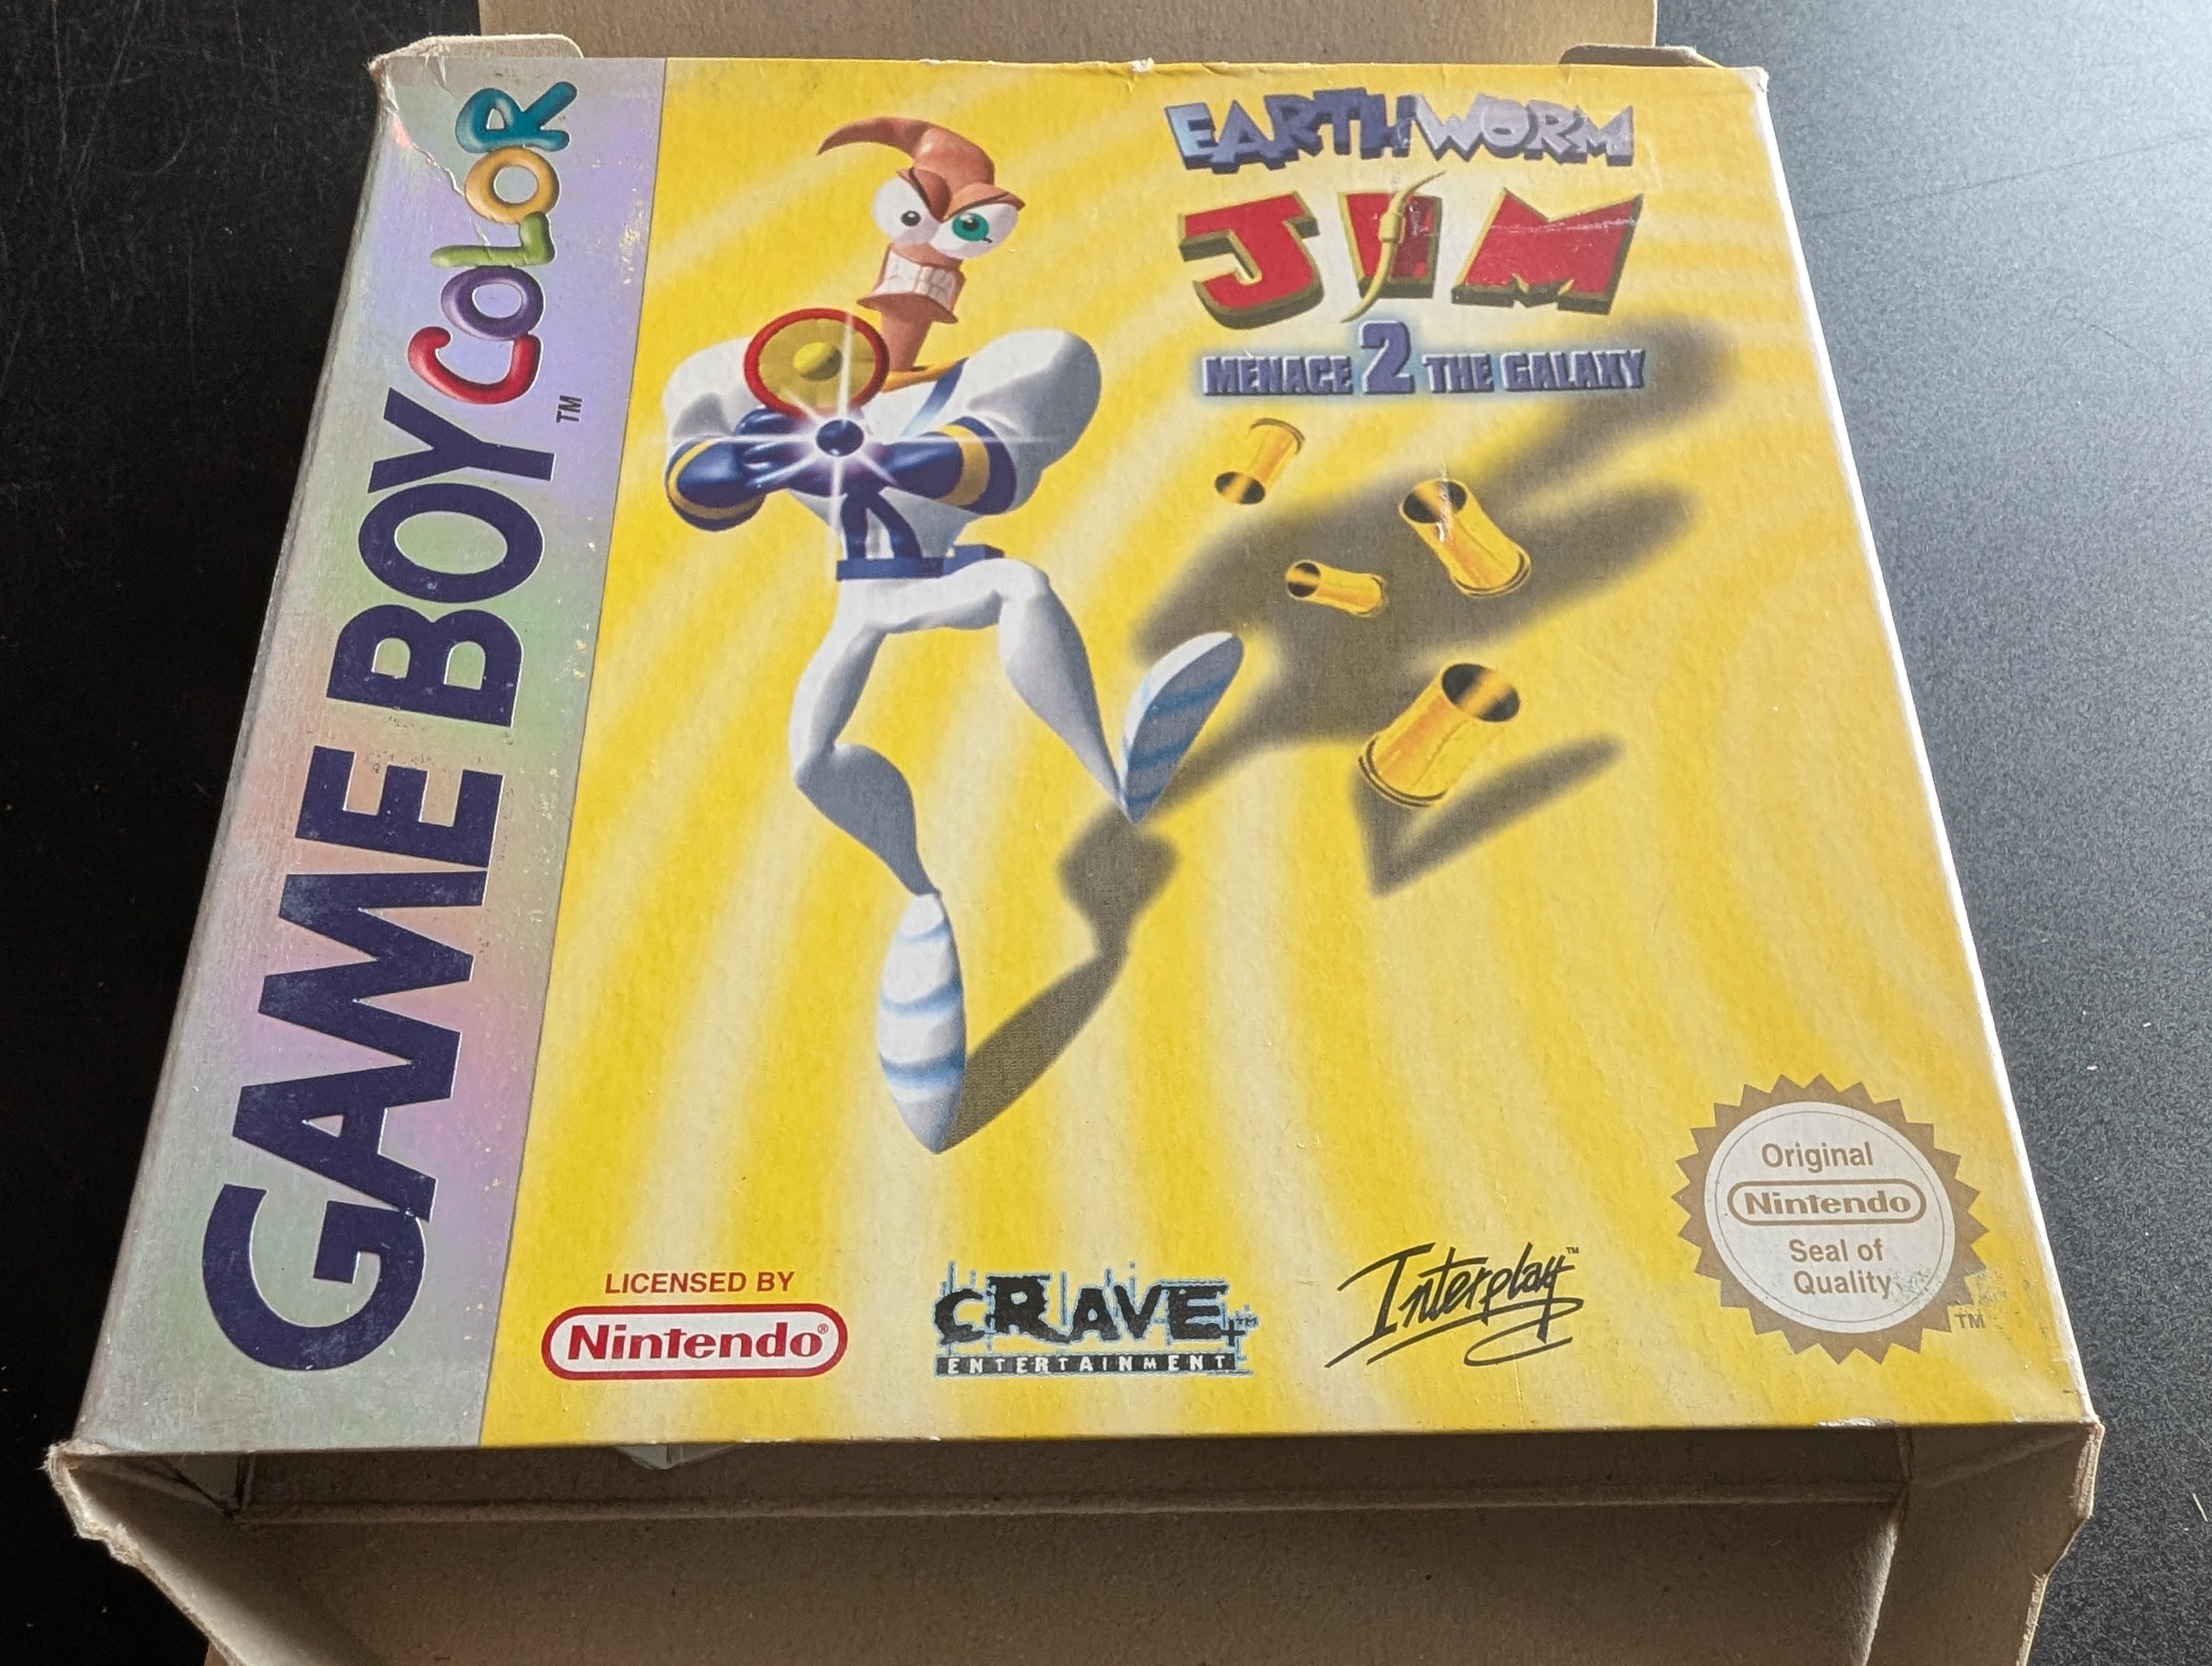 GAME BOY COLOR
TM
EARTHWORM
JIM
MENACE 2 THE GALAXY
LICENSED BY
Nintendo®
CRAVE TM
ENTERTAINMENT
Interplay™
Original
Nintendo
Seal of
Quality
TM